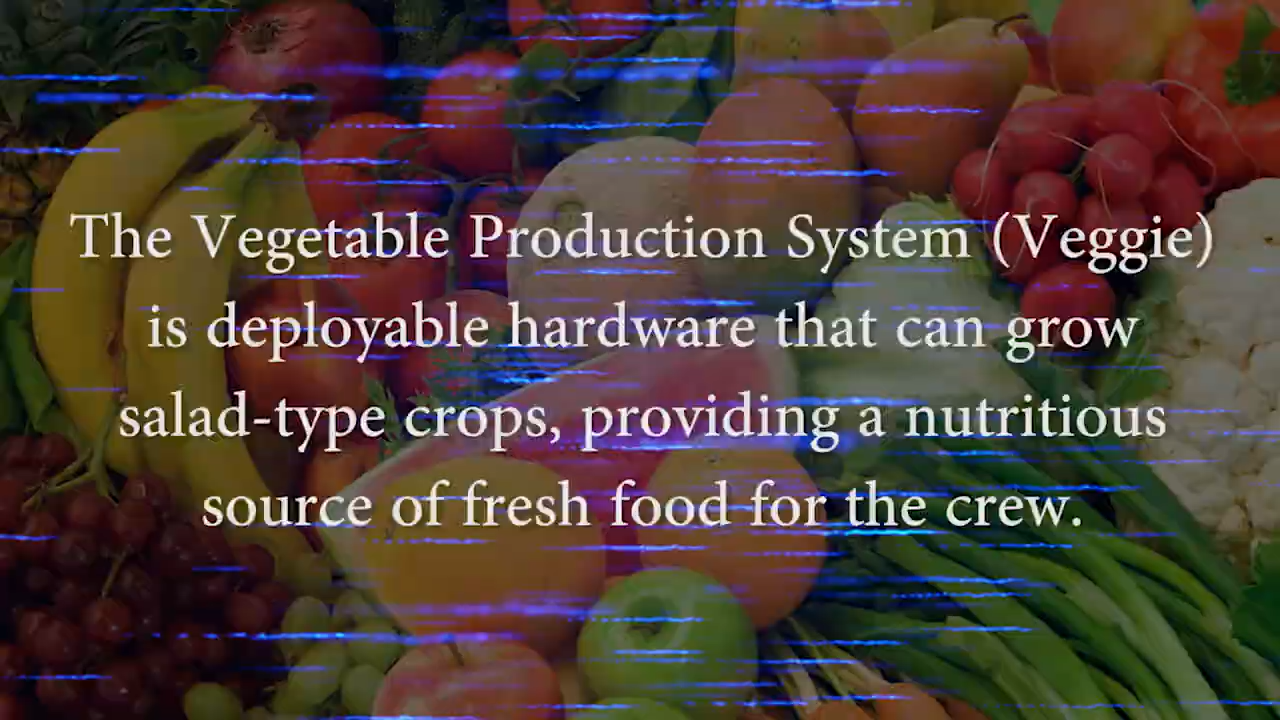 The Vegetable Production System (Veggie)
is deployable hardware that can grow
salad-type crops, providing a nutritious
source of fresh food for the crew.